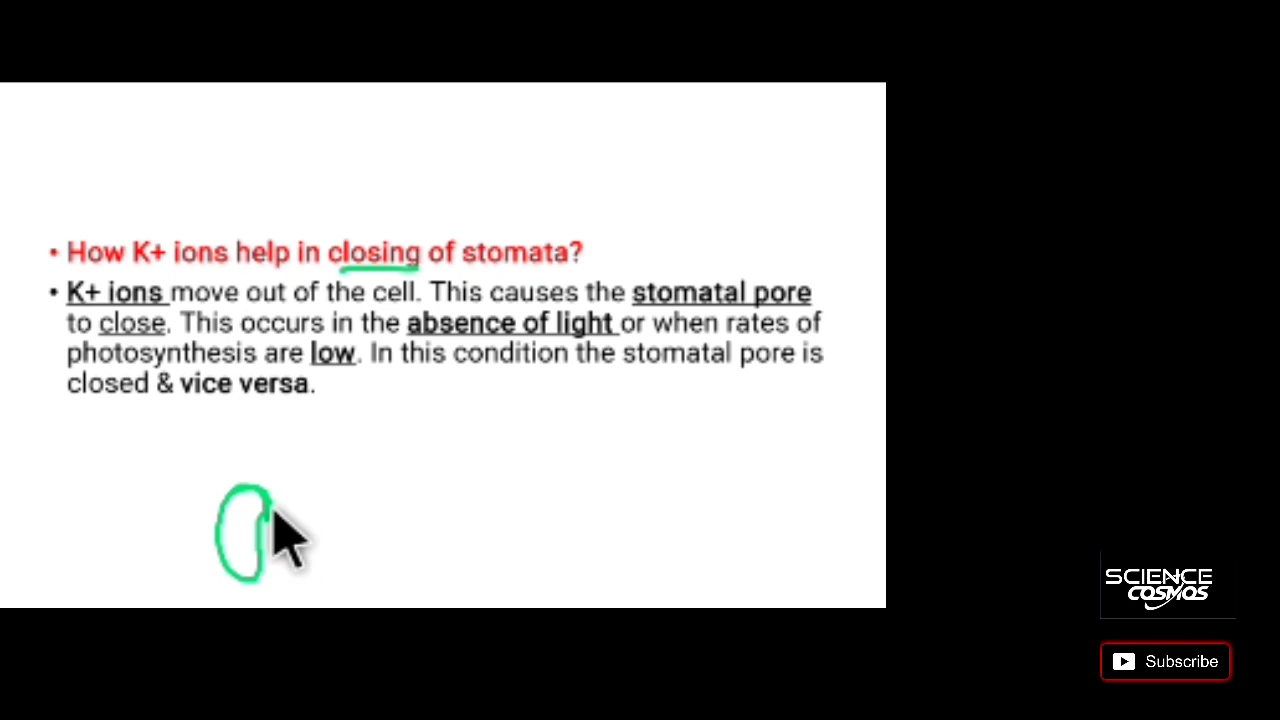 • How K+ ions help in closing of stomata?
• K+ ions move out of the cell. This causes the stomatal pore
to close. This occurs in the absence of light or when rates of
photosynthesis are low. In this condition the stomatal pore is
closed & vice versa.
SCIENCE
COSMOS
Subscribe